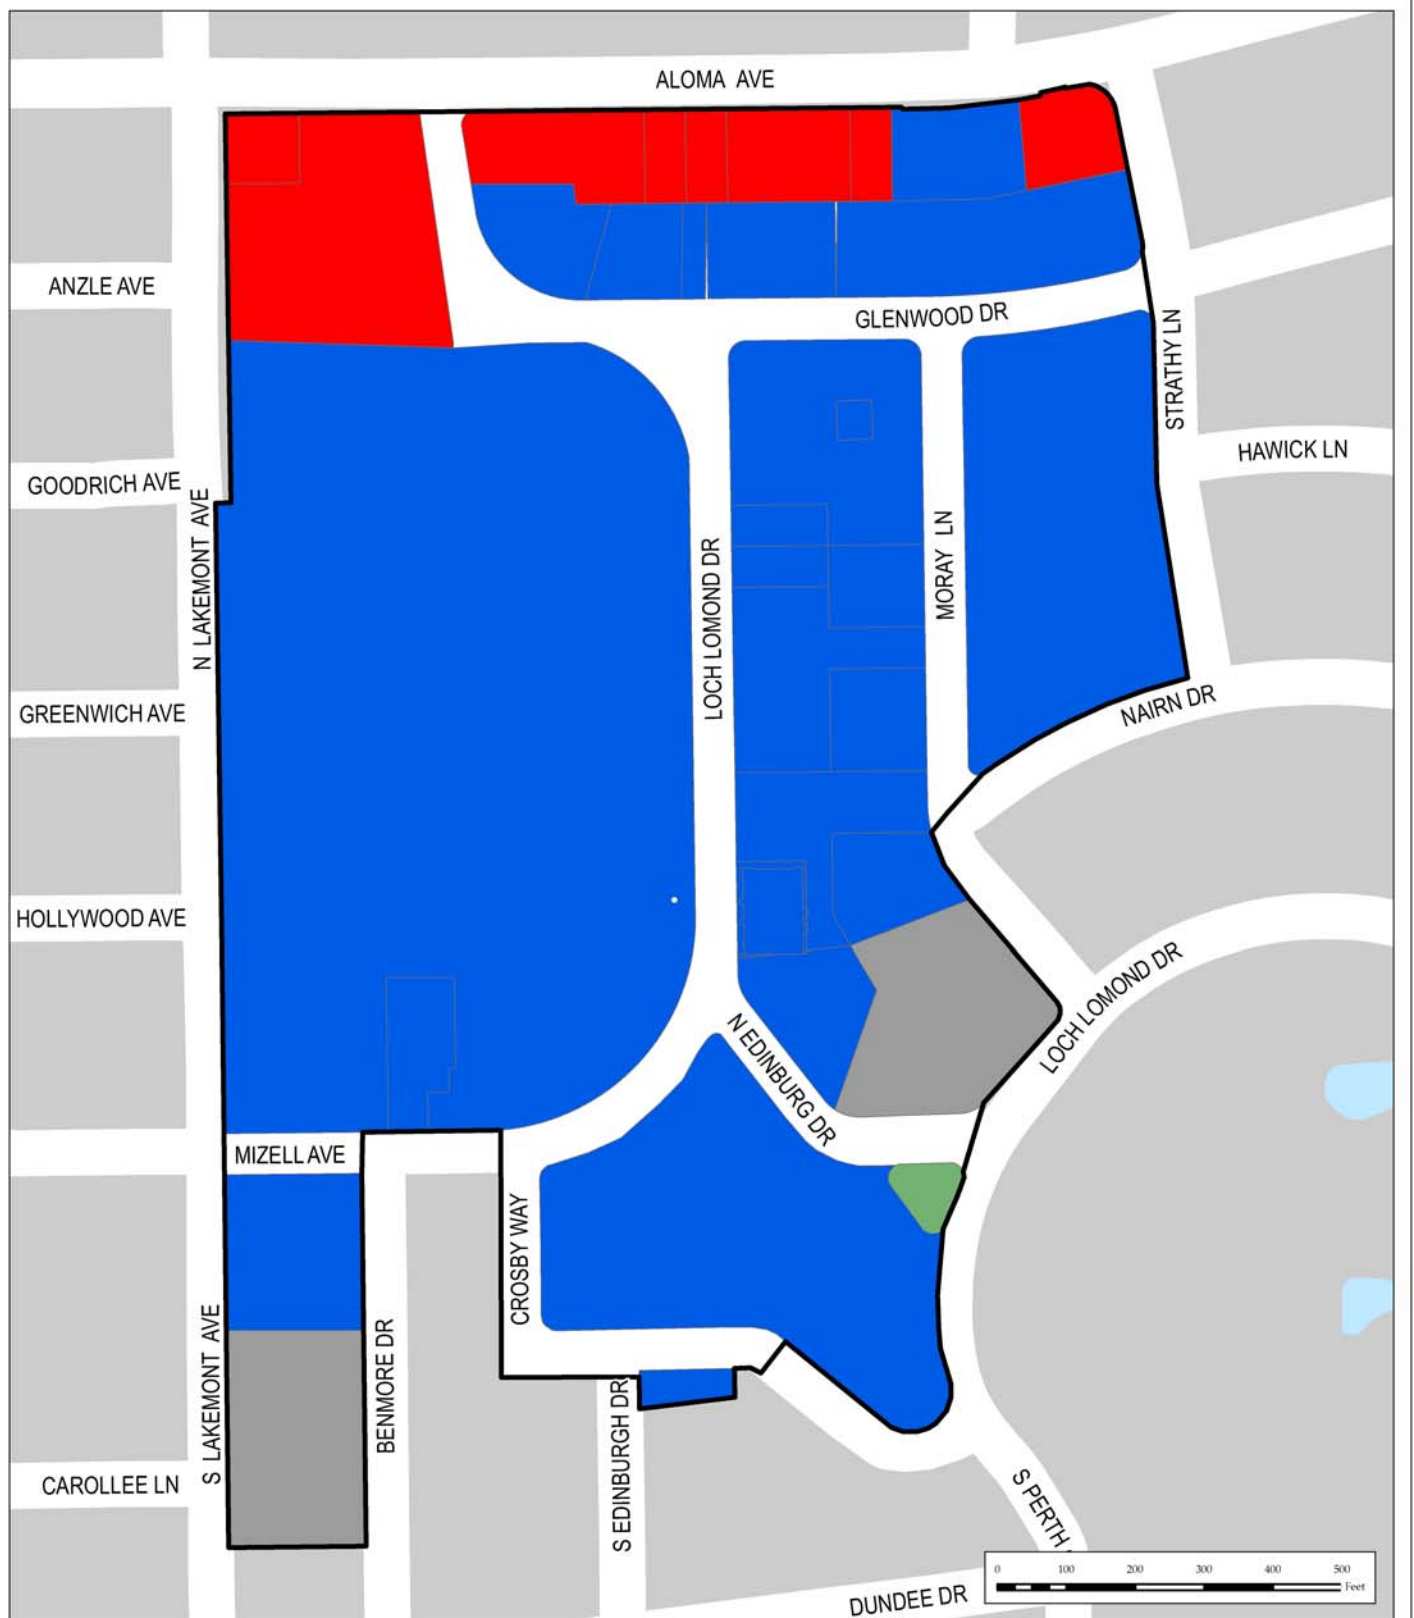 ALOMA AVE
ANZLE AVE
GLENWOOD DR
STRATHY LN
HAWICK LN
GOODRICH AVE
N LAKEMONT AVE
LOCH LOMOND DR
MORAY LN
NAIRN DR
GREENWICH AVE
HOLLYWOOD AVE
LOCH LOMOND DR
N EDINBURG DR
MIZELL AVE
CROSBY WAY
S LAKEMONT AVE
BENMORE DR
S EDINBURGH DR
CAROLLEE LN
S PERTH
DUNDEE DR
0 100 200 300 400 500
Feet